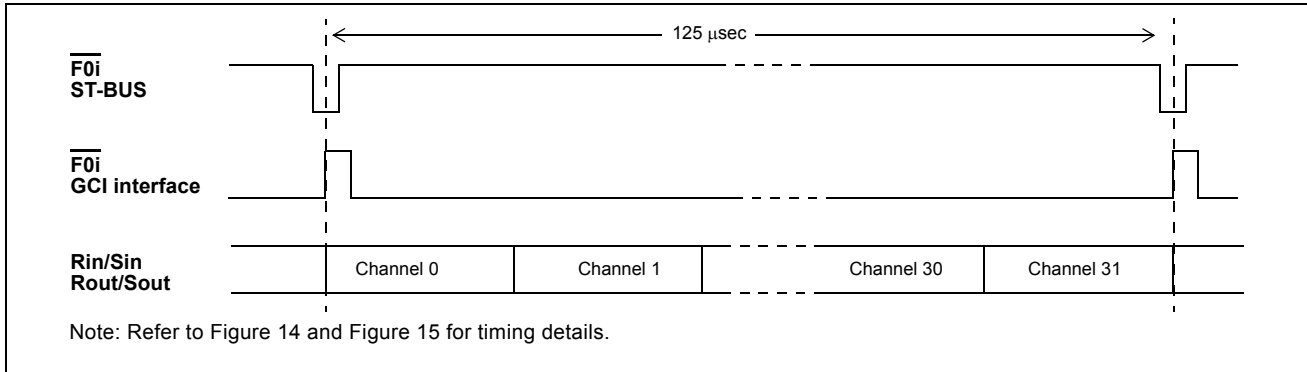 125 μsec
F0i
ST-BUS
F0i
GCI interface
Rin/Sin
Rout/Sout
Channel 0
Channel 1
Channel 30
Channel 31
Note: Refer to Figure 14 and Figure 15 for timing details.